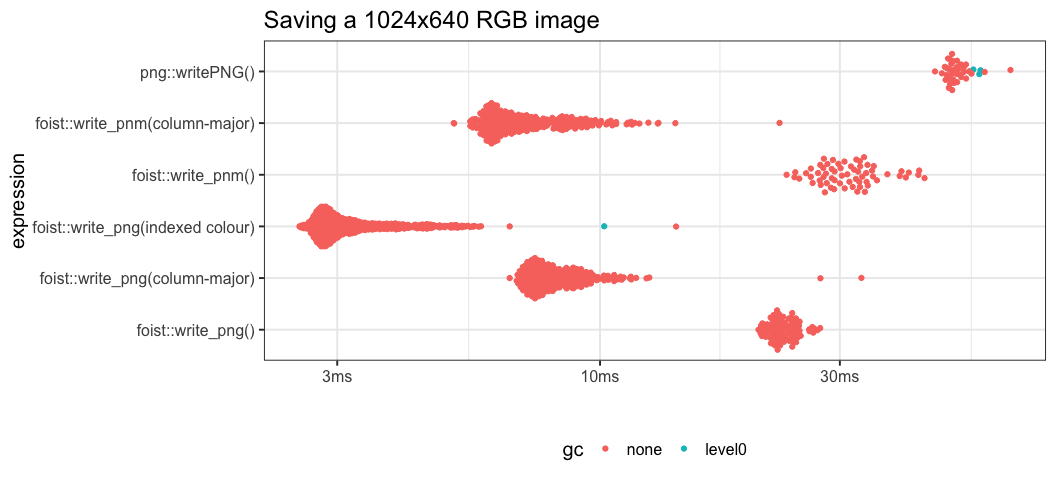 Saving a 1024x640 RGB image
expression
png::writePNG()
foist::write_pnm(column-major)
foist::write_pnm()
foist::write_png(indexed colour)
foist::write_png(column-major)
foist::write_png()
3ms
10ms
30ms
gc
none
level0